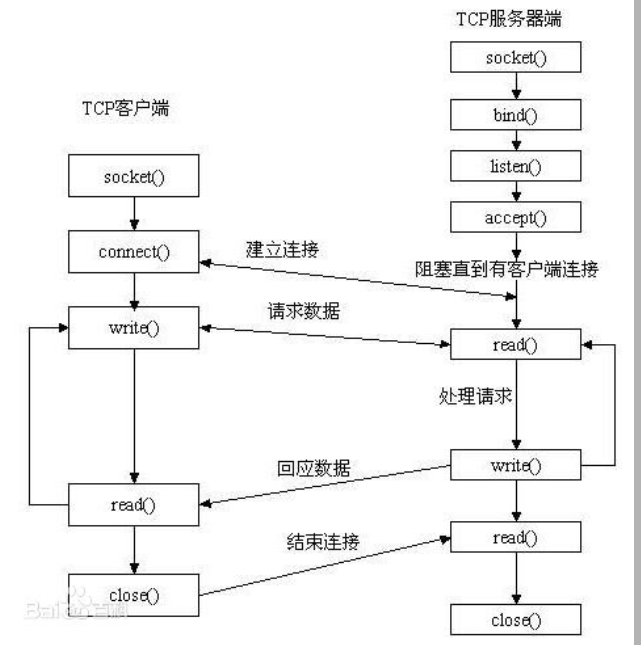 TCP服务器端
socket()
bind()
listen()
accept()
阻塞直到有客户端连接
read()
处理请求
write()
read()
close()
TCP客户端
socket()
connect()
write()
read()
close()
建立连接
请求数据
回应数据
结束连接
Bai百科